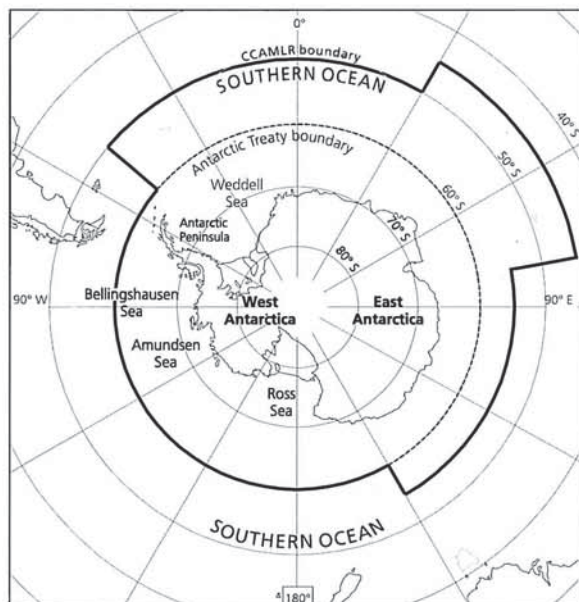 0°
CCAMLR boundary
SOUTHERN OCEAN
40° S
Antarctic Treaty boundary
50° S
Weddell
Sea
60° S
Antarctic
Peninsula
70° S
80° S
90° W
Bellingshausen
Sea
West
Antarctica
East
Antarctica
90° E
Amundsen
Sea
Ross
Sea
SOUTHERN OCEAN
180°